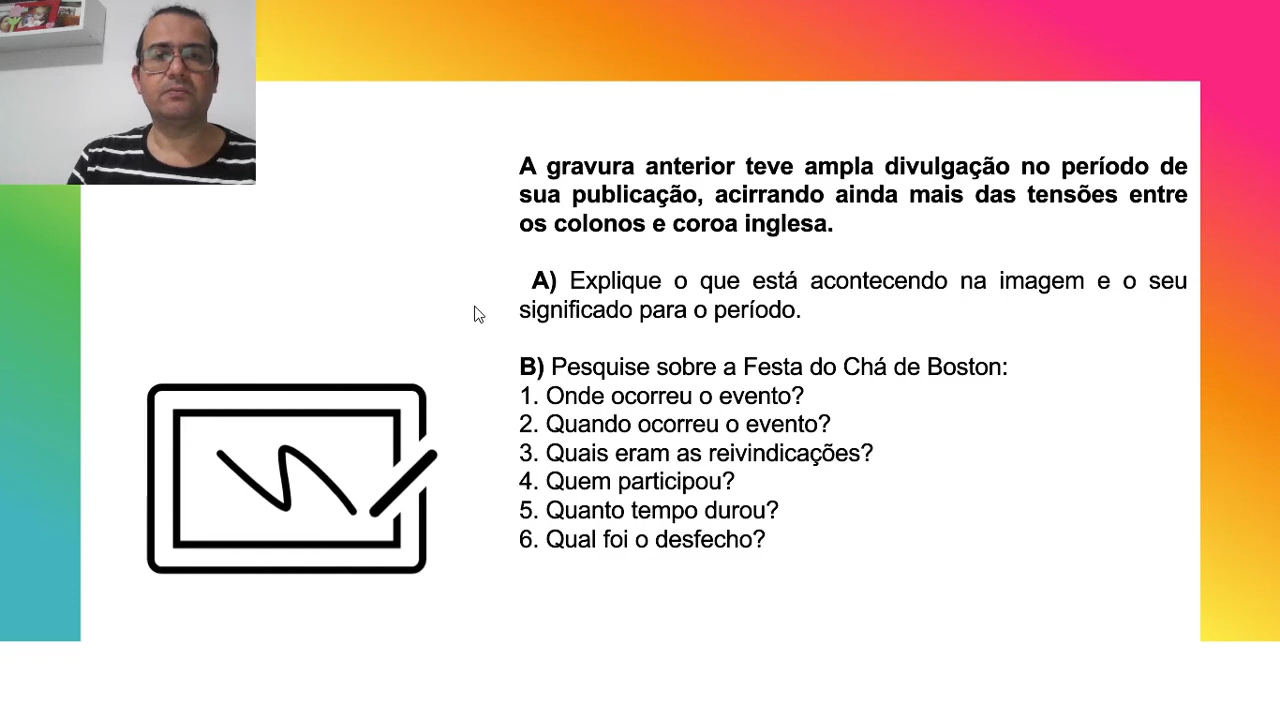 A gravura anterior teve ampla divulgação no período de
sua publicação, acirrando ainda mais das tensões entre
os colonos e coroa inglesa.
A) Explique o que está acontecendo na imagem e o seu
significado para o período.
B) Pesquise sobre a Festa do Chá de Boston:
1. Onde ocorreu o evento?
2. Quando ocorreu o evento?
3. Quais eram as reivindicações?
4. Quem participou?
5. Quanto tempo durou?
6. Qual foi o desfecho?